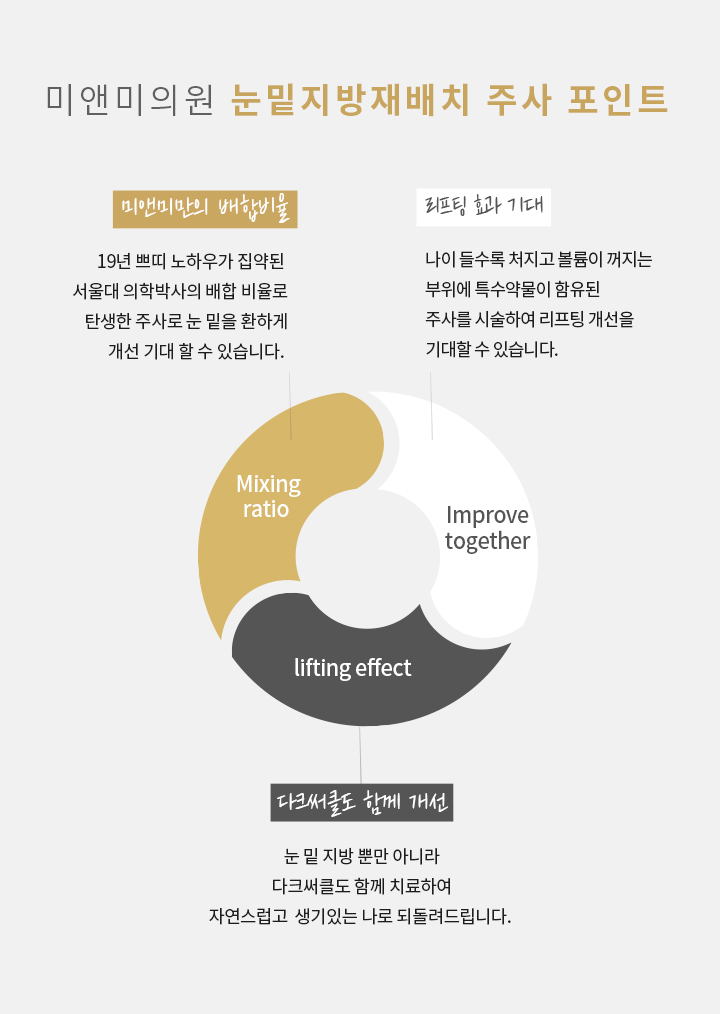 미앤미의원 눈밑지방재배치 주사 포인트
미앤미만의 배합비율
19년 쁘띠 노하우가 집약된
서울대 의학박사의 배합 비율로
탄생한 주사로 눈 밑을 환하게
개선 기대 할 수 있습니다.
리프팅 효과 기대
나이 들수록 처지고 볼륨이 꺼지는
부위에 특수약물이 함유된
주사를 시술하여 리프팅 개선을
기대할 수 있습니다.
Mixing
ratio
Improve
together
lifting effect
다크써클도 함께 개선
눈 밑 지방 뿐만 아니라
다크써클도 함께 치료하여
자연스럽고 생기있는 나로 되돌려드립니다.